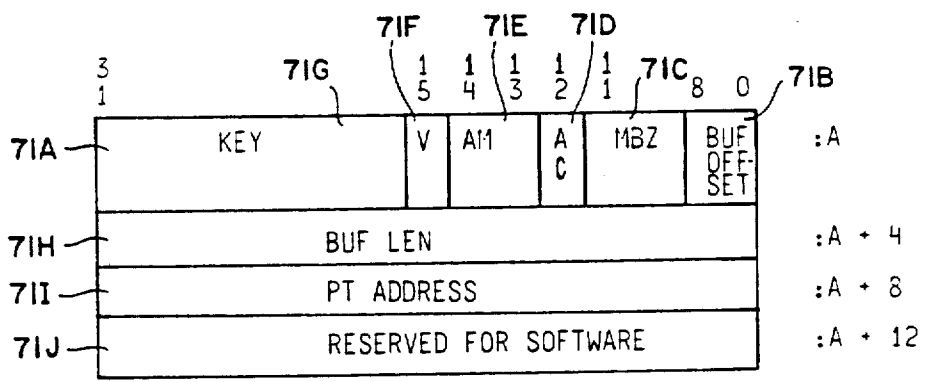 71F 71E 71D
3
1 71G 1
5 1
4 1
3 1
2 1
1 71C 8 0 71B
71A KEY V AM A
C MBZ BUF
OFF-
SET :A
71H BUF LEN :A + 4
71I PT ADDRESS :A + 8
71J RESERVED FOR SOFTWARE :A + 12